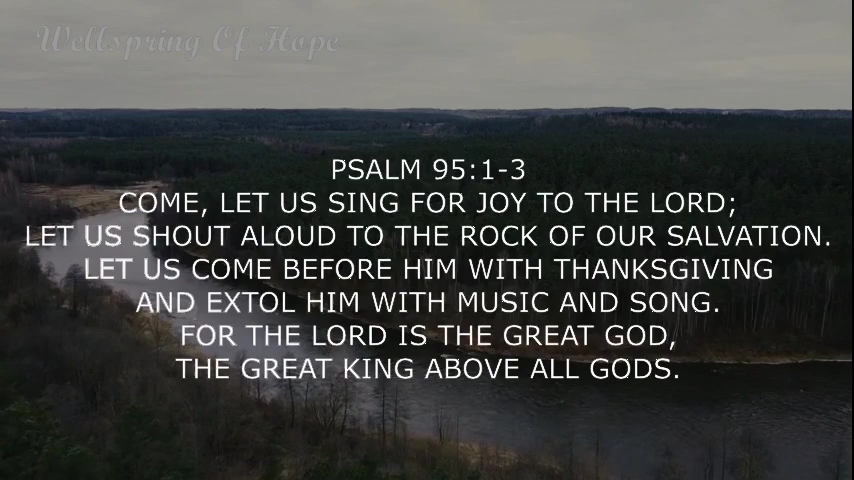 Wellspring Of Hope
PSALM 95:1-3
COME, LET US SING FOR JOY TO THE LORD;
LET US SHOUT ALOUD TO THE ROCK OF OUR SALVATION.
LET US COME BEFORE HIM WITH THANKSGIVING
AND EXTOL HIM WITH MUSIC AND SONG.
FOR THE LORD IS THE GREAT GOD,
THE GREAT KING ABOVE ALL GODS.